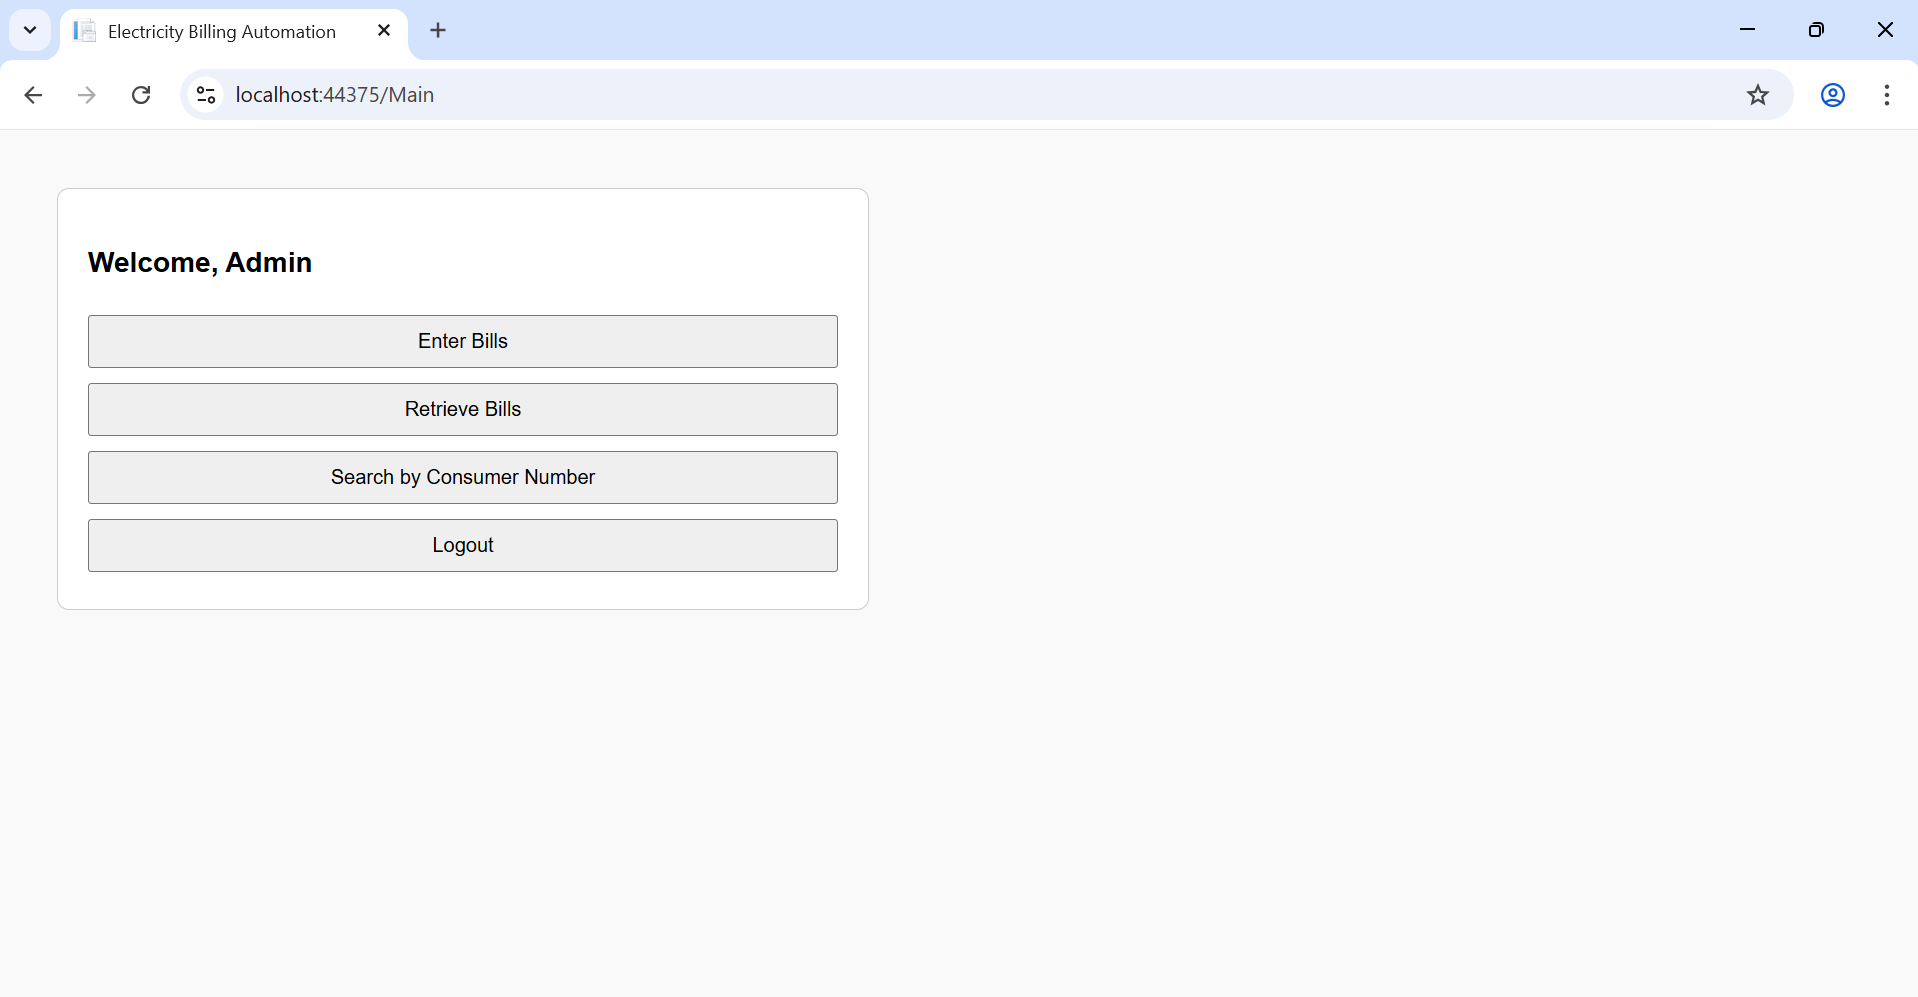 Electricity Billing Automation
localhost:44375/Main
Welcome, Admin
Enter Bills
Retrieve Bills
Search by Consumer Number
Logout